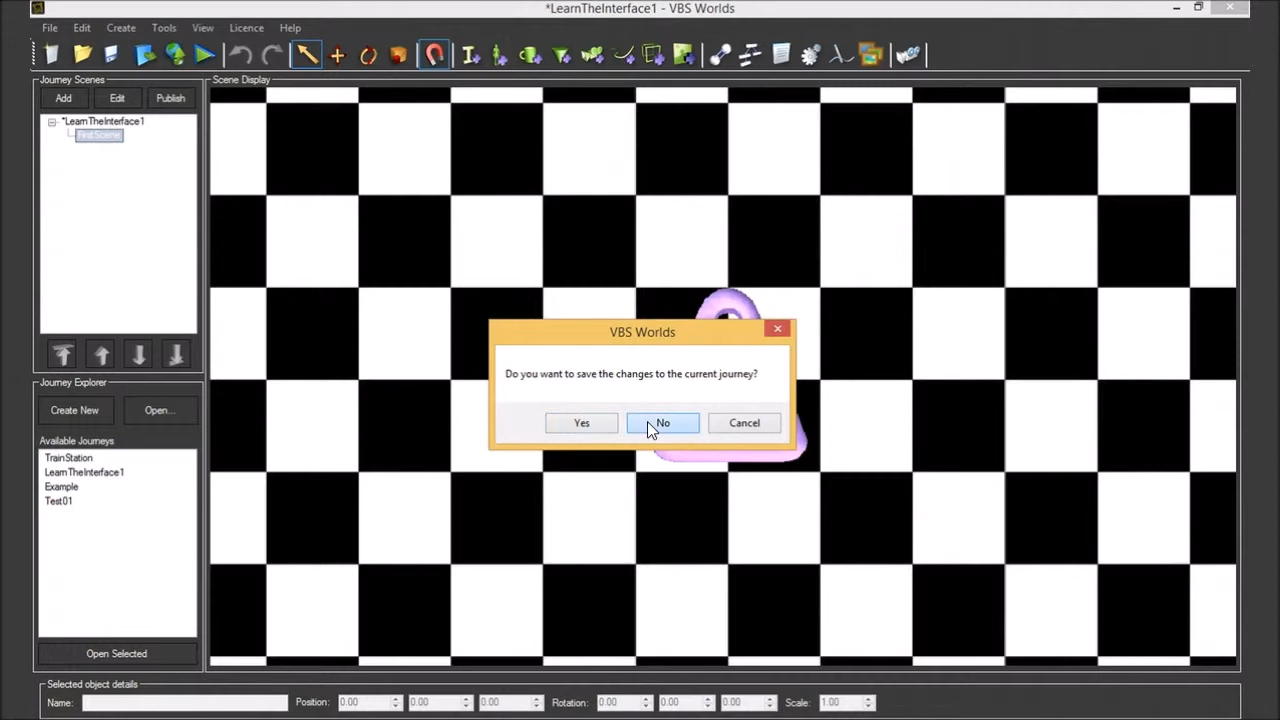 *LearnTheInterface1 - VBS Worlds
File Edit Create Tools View Licence Help
Journey Scenes
Scene Display
Add Edit Publish
*LearnTheInterface1
FirstScene
VBS Worlds
Do you want to save the changes to the current journey?
Yes No Cancel
Journey Explorer
Create New Open...
Available Journeys
TrainStation
LearnTheInterface1
Example
Test01
Open Selected
Selected object details
Name: Position: 0.00 0.00 0.00 Rotation: 0.00 0.00 0.00 Scale: 1.00